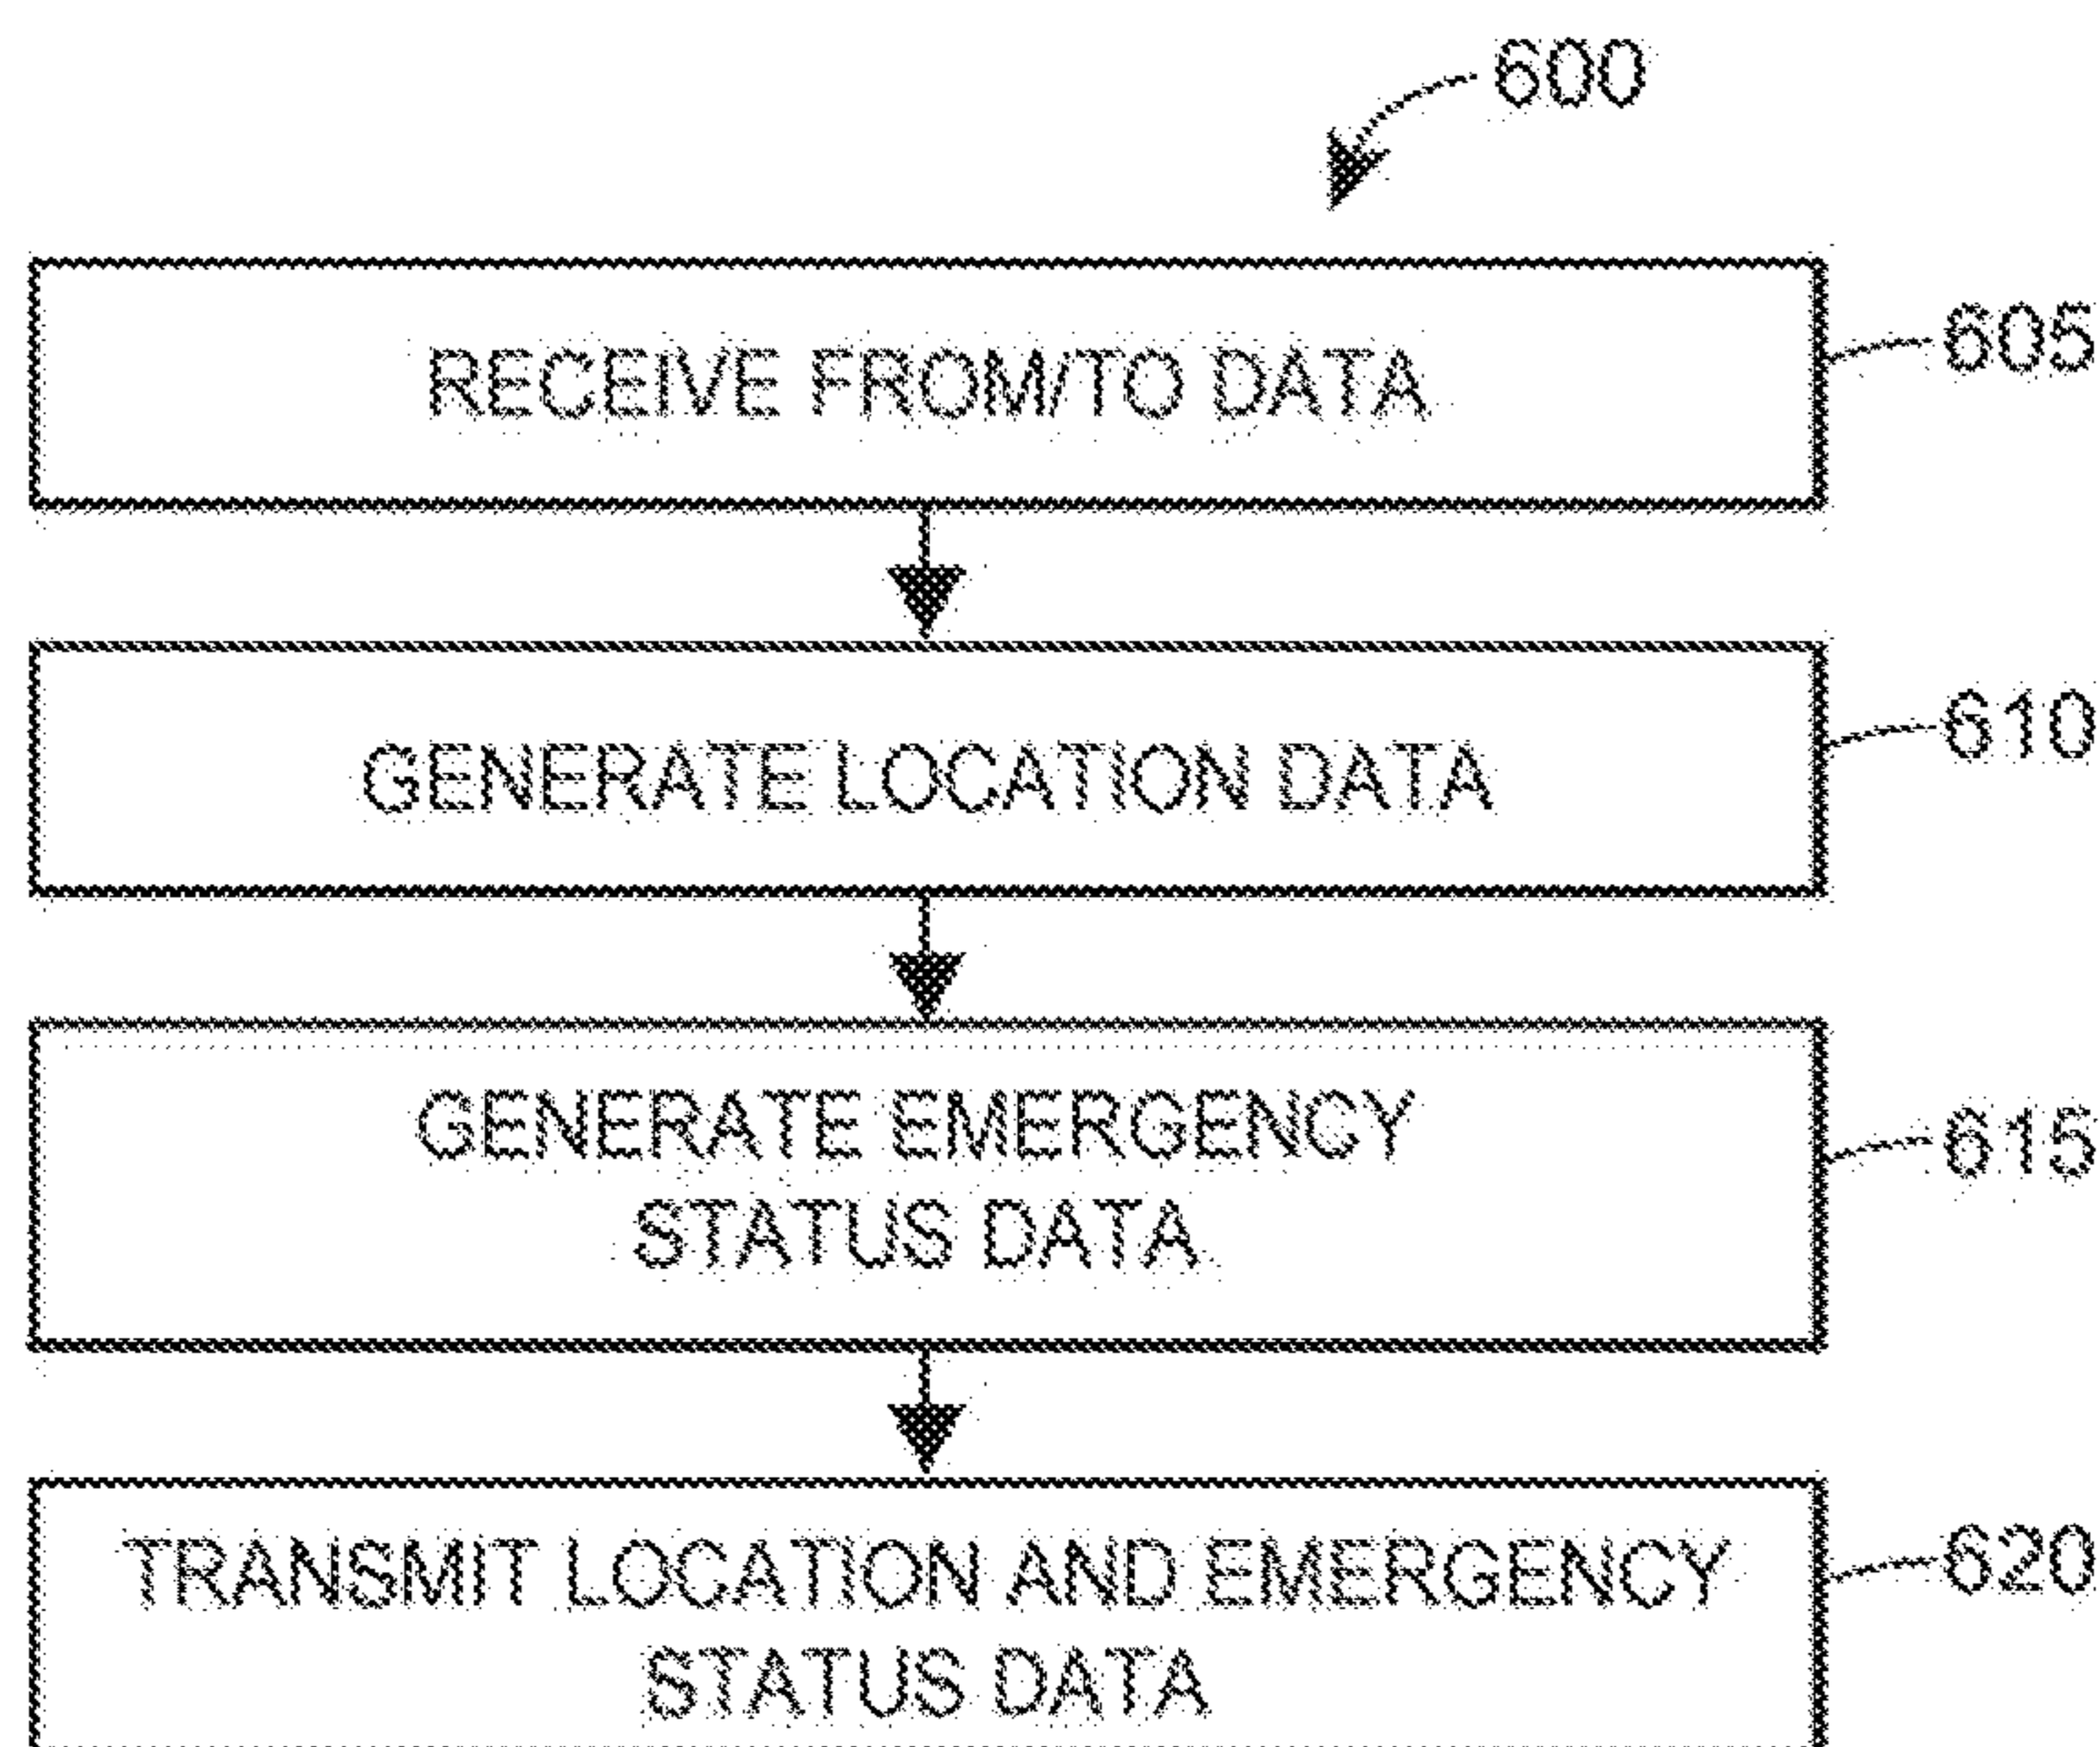 600
RECEIVE FROM/TO DATA
605
GENERATE LOCATION DATA
610
GENERATE EMERGENCY
STATUS DATA
615
TRANSMIT LOCATION AND EMERGENCY
STATUS DATA
620